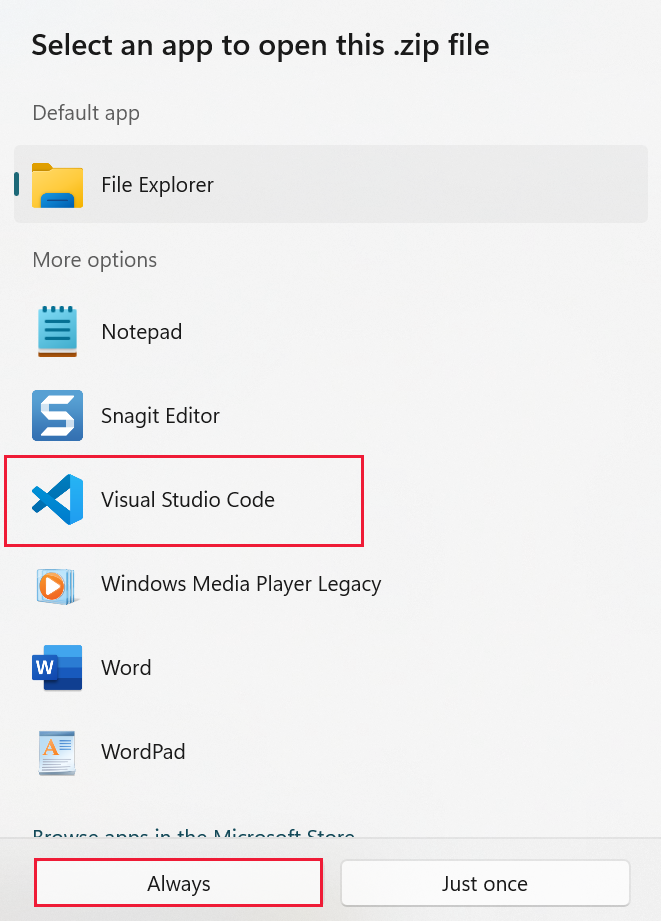 Select an app to open this .zip file
Default app
File Explorer
More options
Notepad
Snagit Editor
Visual Studio Code
Windows Media Player Legacy
Word
WordPad
Browse apps in the Microsoft Store
Always
Just once